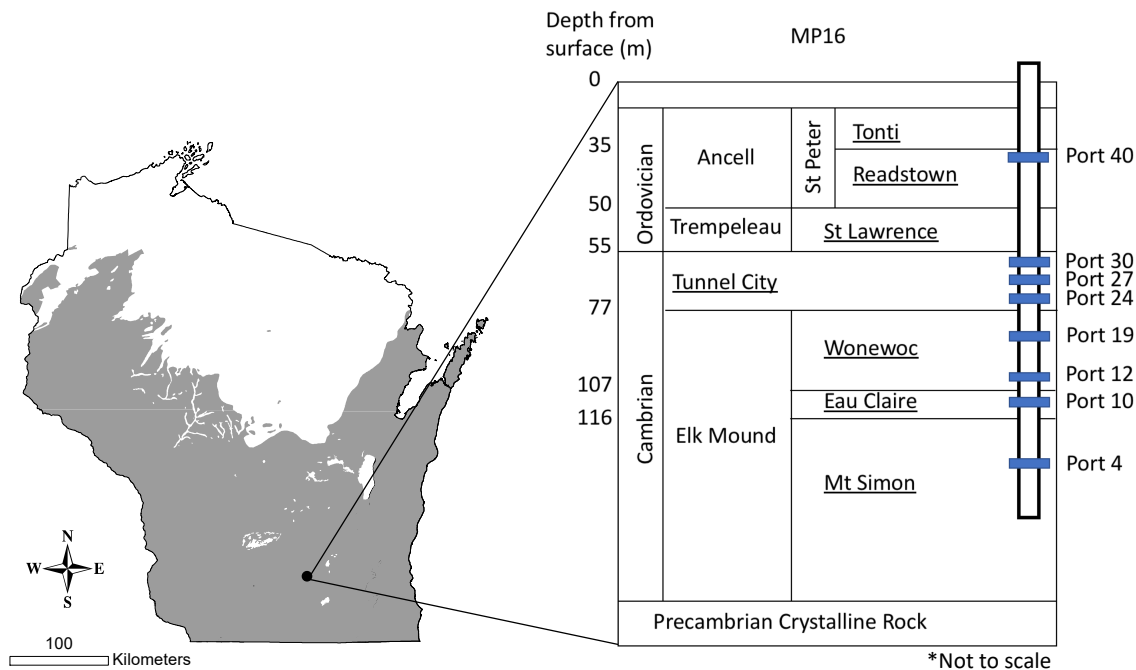 Depth from
surface (m)
MP16
0
35
50
55
77
107
116
Ordovician
Cambrian
Ancell
St Peter
Tonti
Readstown
Trempeleau
St Lawrence
Tunnel City
Elk Mound
Wonewoc
Eau Claire
Mt Simon
Precambrian Crystalline Rock
Port 40
Port 30
Port 27
Port 24
Port 19
Port 12
Port 10
Port 4
*Not to scale
N
W E
S
100
Kilometers